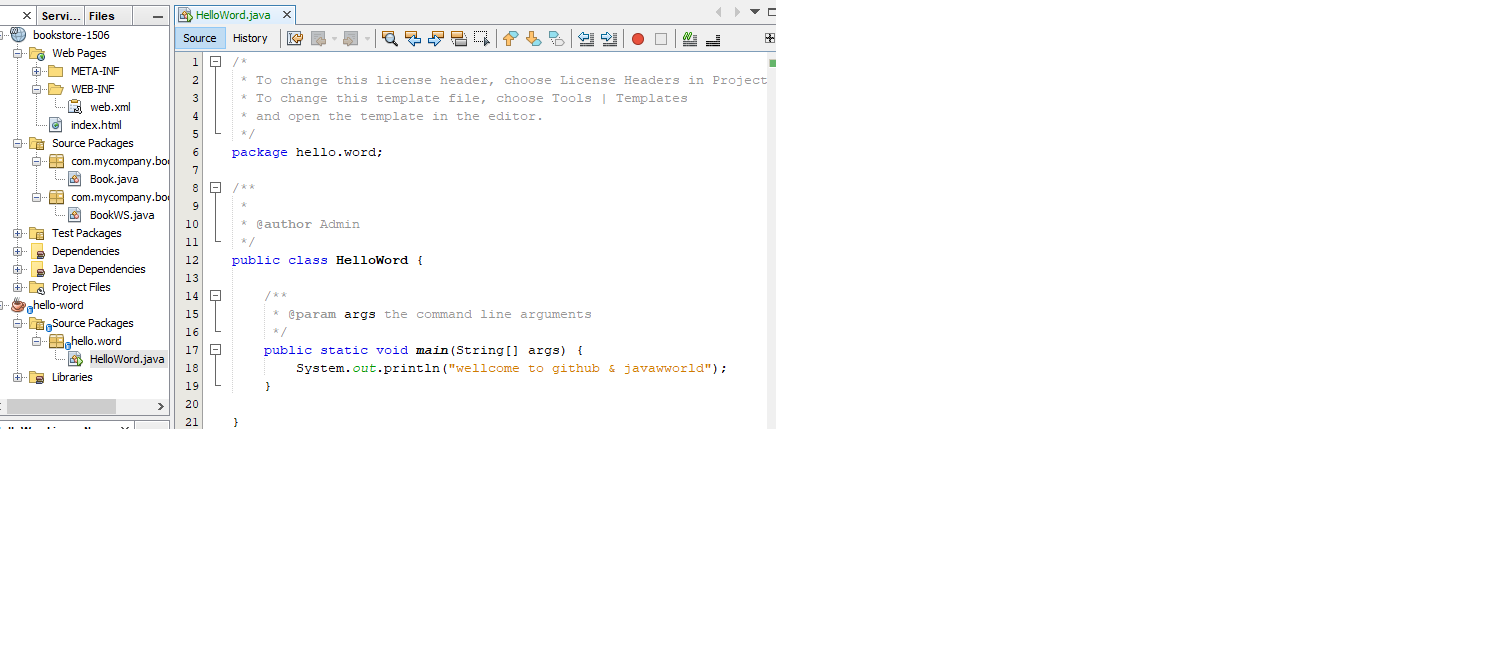 Servi...
Files
bookstore-1506
Web Pages
META-INF
WEB-INF
web.xml
index.html
Source Packages
com.mycompany.boo
Book.java
com.mycompany.boo
BookWS.java
Test Packages
Dependencies
Java Dependencies
Project Files
hello-word
Source Packages
hello.word
HelloWord.java
Libraries
HelloWord.java
Source History
1 /*
2 * To change this license header, choose License Headers in Project
3 * To change this template file, choose Tools | Templates
4 * and open the template in the editor.
5 */
6 package hello.word;
7
8 /**
9 *
10 * @author Admin
11 */
12 public class HelloWord {
13
14 /**
15 * @param args the command line arguments
16 */
17 public static void main(String[] args) {
18 System.out.println("wellcome to github & javawworld");
19 }
20
21 }